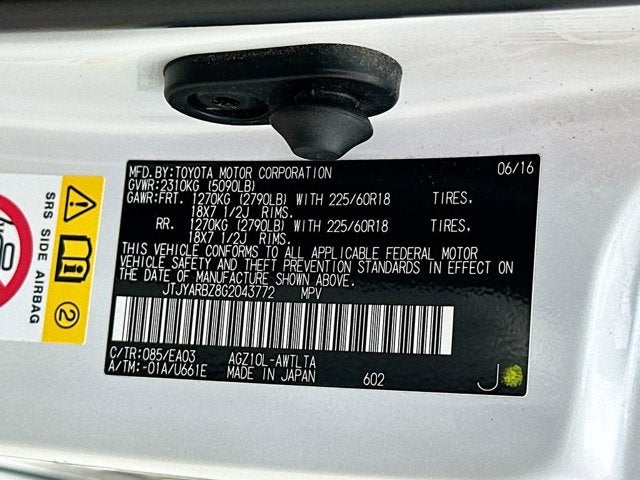 MFD.BY:TOYOTA MOTOR CORPORATION 06/16
GVWR:2310KG (5090LB)
GAWR:FRT. 1270KG (2790LB) WITH 225/60R18 TIRES,
18X7 1/2J RIMS.
RR. 1270KG (2790LB) WITH 225/60R18 TIRES,
18X7 1/2J RIMS.
THIS VEHICLE CONFORMS TO ALL APPLICABLE FEDERAL MOTOR
VEHICLE SAFETY AND THEFT PREVENTION STANDARDS IN EFFECT ON
THE DATE OF MANUFACTURE SHOWN ABOVE.
JTJYARBZ8G2043772 MPV
C/TR:085/EA03 AGZ10L-AWTLTA
A/TM:-01A/U661E MADE IN JAPAN 602 J
SRS SIDE AIRBAG
2